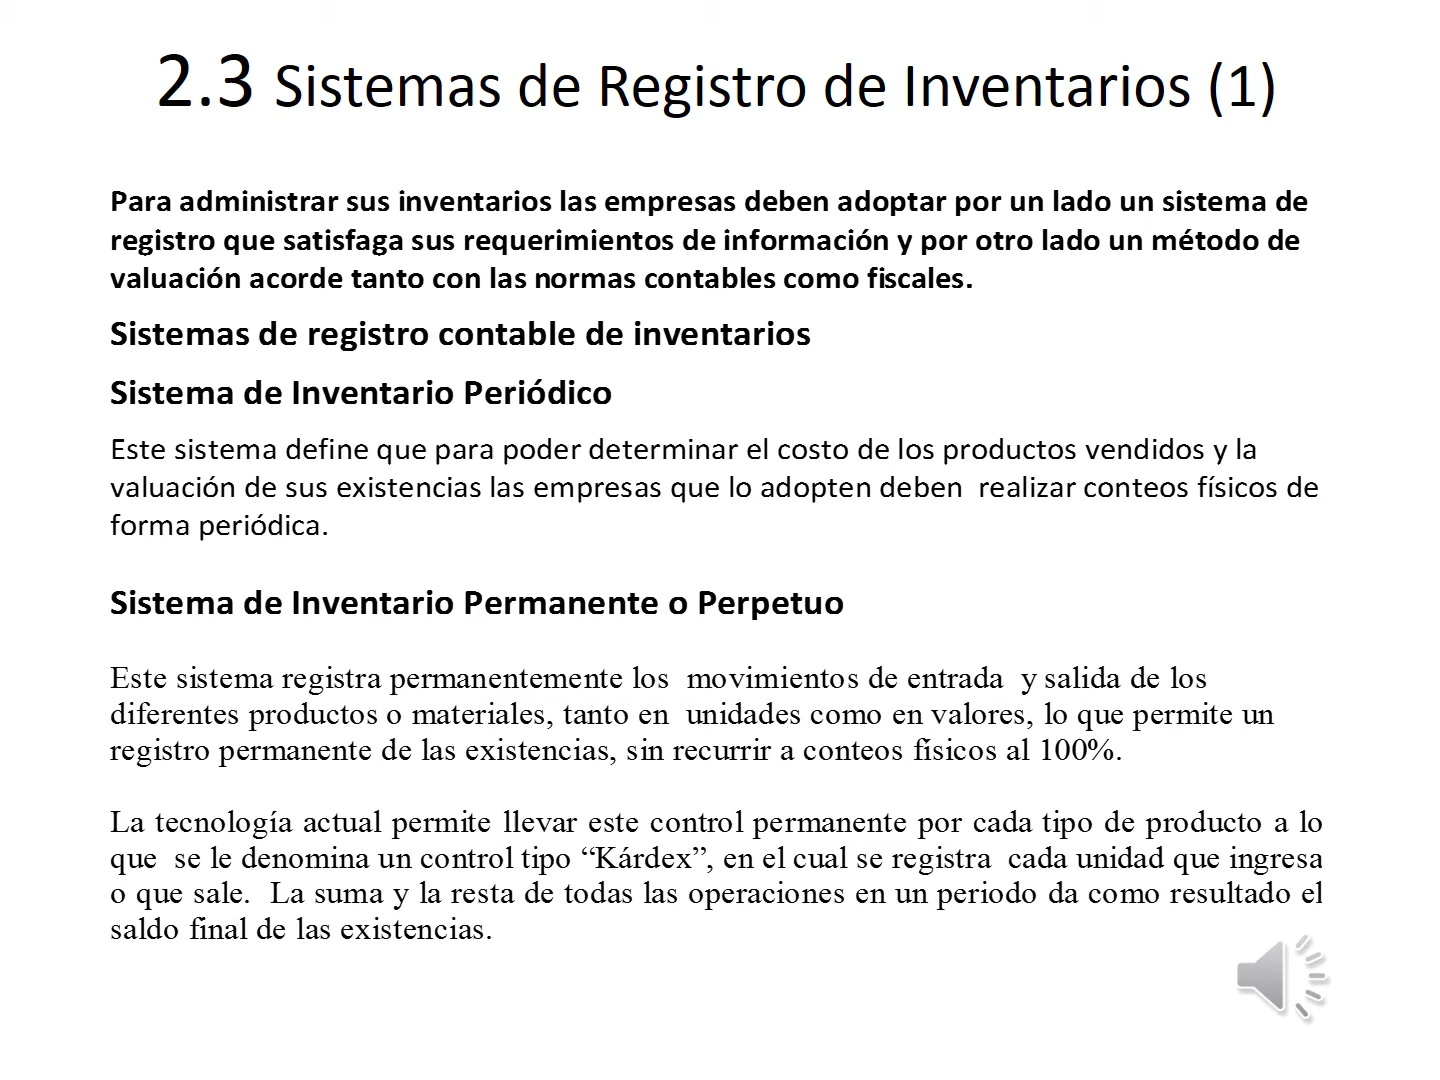 2.3 Sistemas de Registro de Inventarios (1)
Para administrar sus inventarios las empresas deben adoptar por un lado un sistema de
registro que satisfaga sus requerimientos de información y por otro lado un método de
valuación acorde tanto con las normas contables como fiscales.
Sistemas de registro contable de inventarios
Sistema de Inventario Periódico
Este sistema define que para poder determinar el costo de los productos vendidos y la
valuación de sus existencias las empresas que lo adopten deben  realizar conteos físicos de
forma periódica.
Sistema de Inventario Permanente o Perpetuo
Este sistema registra permanentemente los  movimientos de entrada  y salida de los
diferentes productos o materiales, tanto en  unidades como en valores, lo que permite un
registro permanente de las existencias, sin recurrir a conteos físicos al 100%.
La tecnología actual permite llevar este control permanente por cada tipo de producto a lo
que  se le denomina un control tipo “Kárdex”, en el cual se registra  cada unidad que ingresa
o que sale.  La suma y la resta de todas las operaciones en un periodo da como resultado el
saldo final de las existencias.